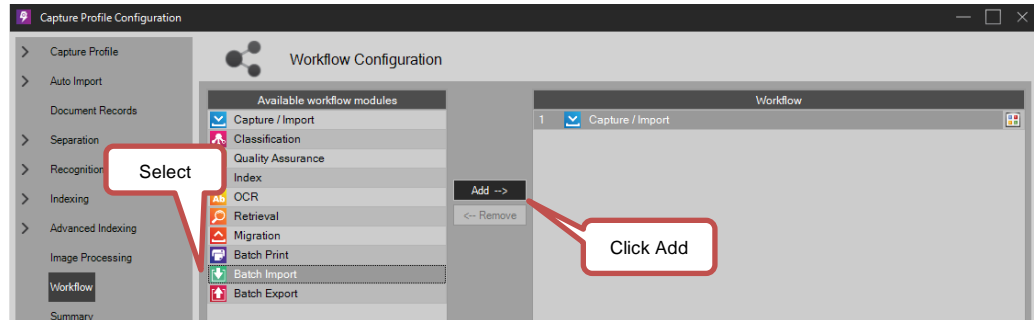 Capture Profile Configuration
Capture Profile
Auto Import
Document Records
Separation
Recognition
Indexing
Advanced Indexing
Image Processing
Workflow
Summary
Workflow Configuration
Available workflow modules
Capture / Import
Classification
Quality Assurance
Index
OCR
Retrieval
Migration
Batch Print
Batch Import
Batch Export
Select
Add -->
<-- Remove
Click Add
Workflow
1 Capture / Import